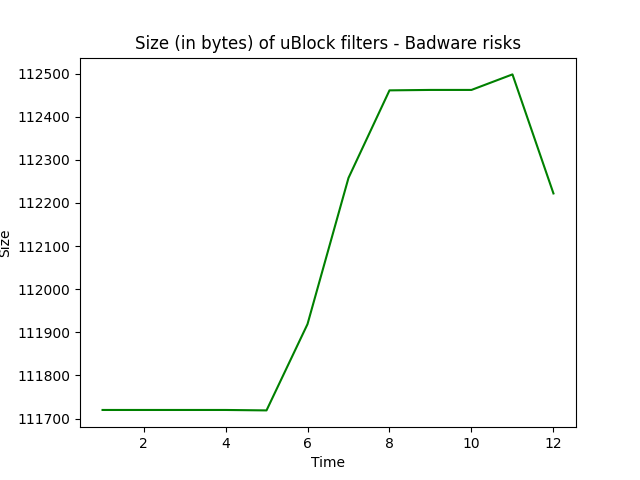 Size (in bytes) of uBlock filters - Badware risks
112500
112400
112300
112200
112100
112000
111900
111800
111700
Size
2 4 6 8 10 12
Time